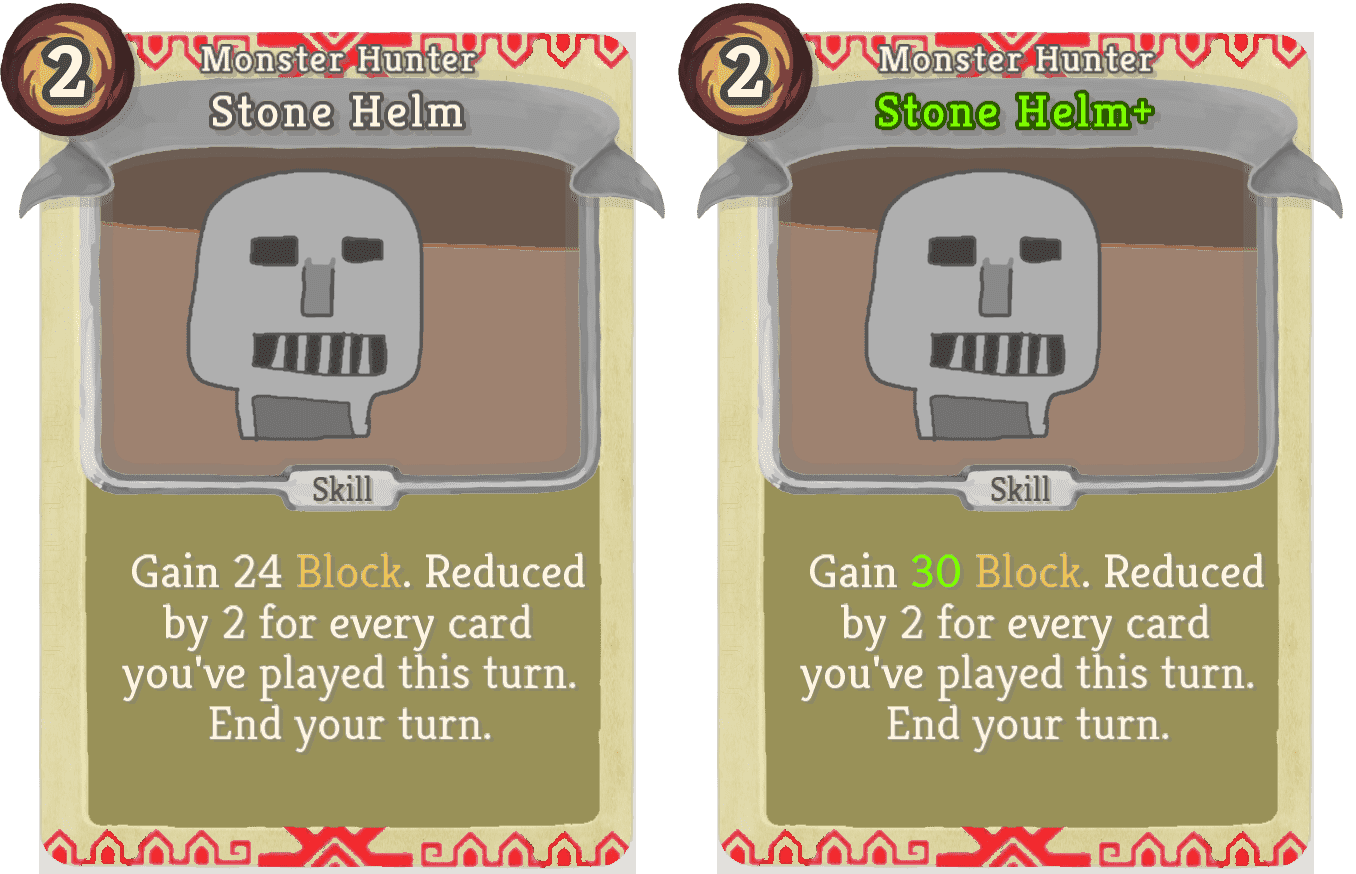 2
Monster Hunter
Stone Helm
Skill
Gain 24 Block. Reduced
by 2 for every card
you've played this turn.
End your turn.
2
Monster Hunter
Stone Helm+
Skill
Gain 30 Block. Reduced
by 2 for every card
you've played this turn.
End your turn.